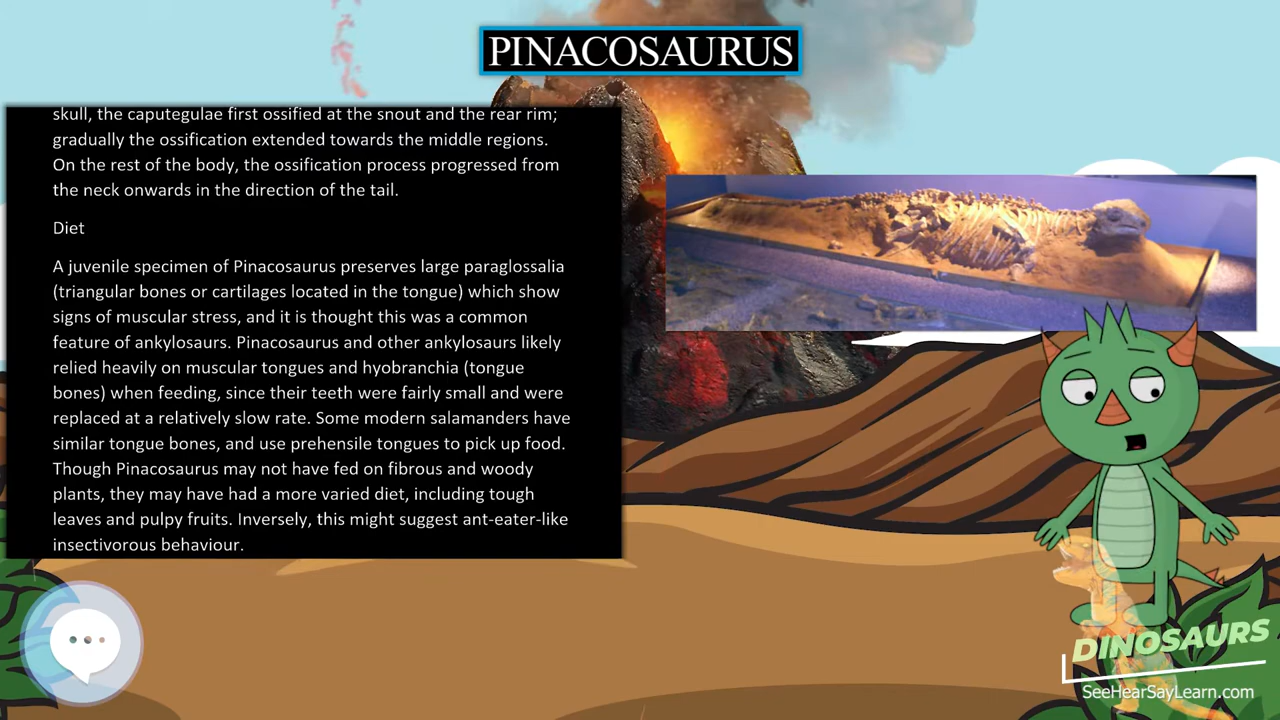 PINACOSAURUS
skull, the caputegulae first ossified at the snout and the rear rim;
gradually the ossification extended towards the middle regions.
On the rest of the body, the ossification process progressed from
the neck onwards in the direction of the tail.
Diet
A juvenile specimen of Pinacosaurus preserves large paraglossalia
(triangular bones or cartilages located in the tongue) which show
signs of muscular stress, and it is thought this was a common
feature of ankylosaurs. Pinacosaurus and other ankylosaurs likely
relied heavily on muscular tongues and hyobranchia (tongue
bones) when feeding, since their teeth were fairly small and were
replaced at a relatively slow rate. Some modern salamanders have
similar tongue bones, and use prehensile tongues to pick up food.
Though Pinacosaurus may not have fed on fibrous and woody
plants, they may have had a more varied diet, including tough
leaves and pulpy fruits. Inversely, this might suggest ant-eater-like
insectivorous behaviour.
DINOSAURS
SeeHearSayLearn.com